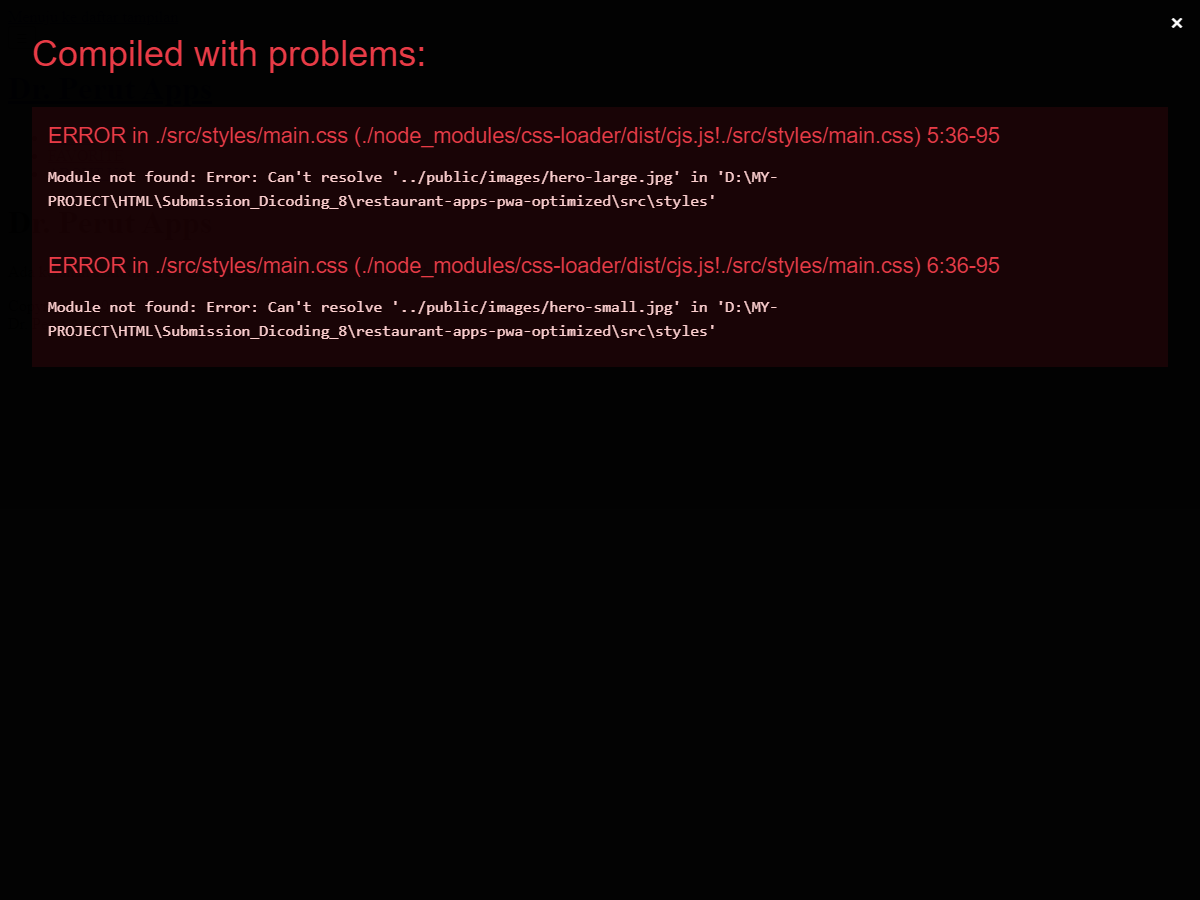 ×
Compiled with problems:
ERROR in ./src/styles/main.css (./node_modules/css-loader/dist/cjs.js!./src/styles/main.css) 5:36-95
Module not found: Error: Can't resolve '../public/images/hero-large.jpg' in 'D:\MY-
PROJECT\HTML\Submission_Dicoding_8\restaurant-apps-pwa-optimized\src\styles'
ERROR in ./src/styles/main.css (./node_modules/css-loader/dist/cjs.js!./src/styles/main.css) 6:36-95
Module not found: Error: Can't resolve '../public/images/hero-small.jpg' in 'D:\MY-
PROJECT\HTML\Submission_Dicoding_8\restaurant-apps-pwa-optimized\src\styles'